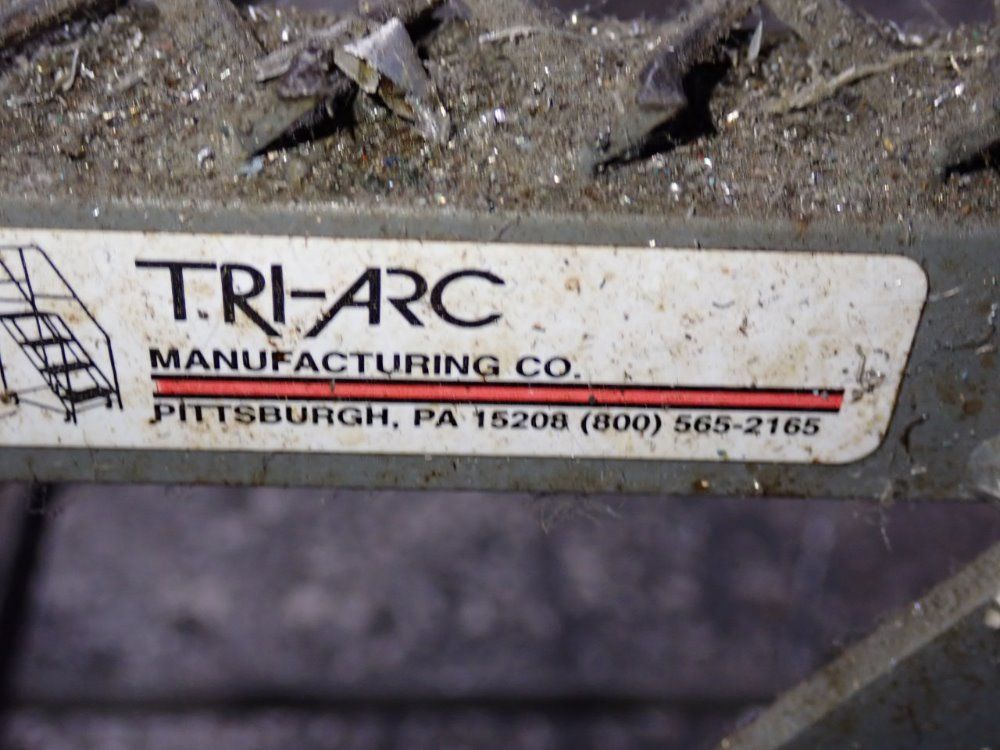 TRI-ARC
MANUFACTURING CO.
PITTSBURGH, PA 15208 (800) 565-2165